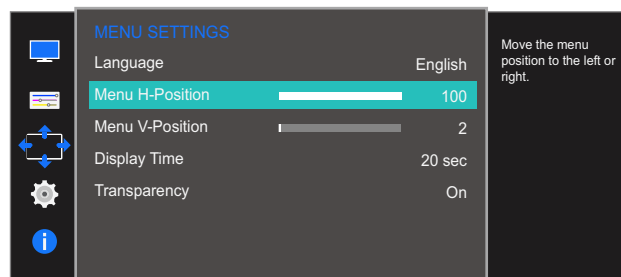 MENU SETTINGS
Language English
Menu H-Position 100
Menu V-Position 2
Display Time 20 sec
Transparency On
Move the menu
position to the left or
right.